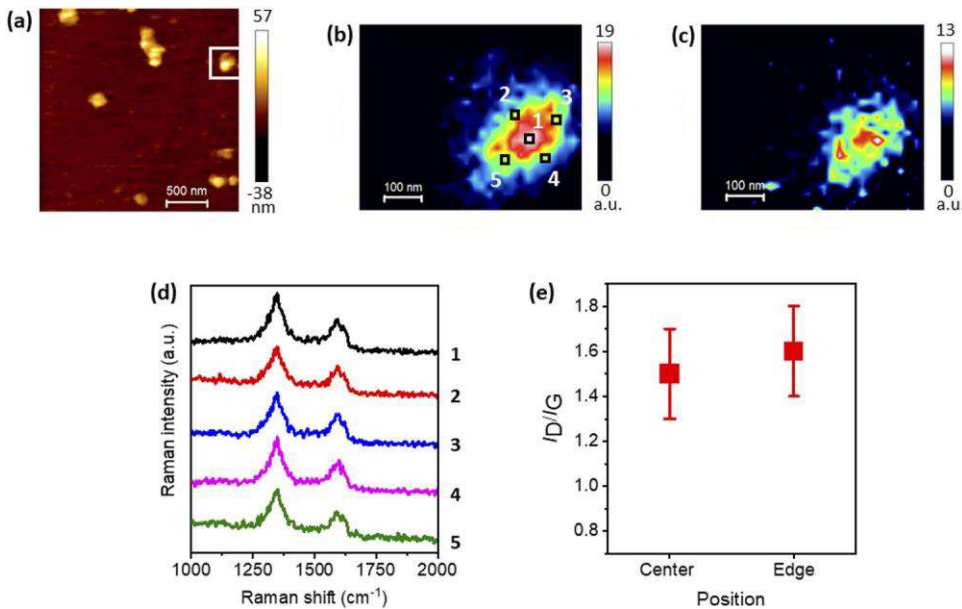 (a)
57
-38
nm
500 nm
(b)
19
0
a.u.
1
2
3
4
5
100 nm
(c)
13
0
a.u.
100 nm
(d)
Raman intensity (a.u.)
1
2
3
4
5
1000 1250 1500 1750 2000
Raman shift (cm⁻¹)
(e)
ID/IG
1.8
1.6
1.4
1.2
1.0
0.8
Center Edge
Position